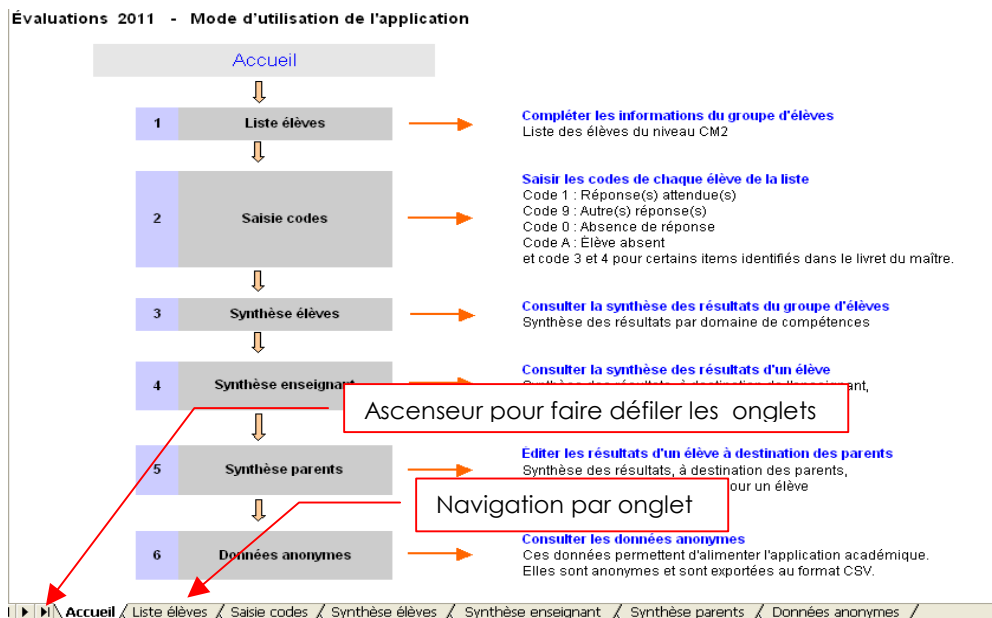 Évaluations 2011 - Mode d'utilisation de l'application
Accueil
1 Liste élèves
Compléter les informations du groupe d'élèves
Liste des élèves du niveau CM2
2 Saisie codes
Saisir les codes de chaque élève de la liste
Code 1 : Réponse(s) attendue(s)
Code 9 : Autre(s) réponse(s)
Code 0 : Absence de réponse
Code A : Élève absent
et code 3 et 4 pour certains items identifiés dans le livret du maître.
3 Synthèse élèves
Consulter la synthèse des résultats du groupe d'élèves
Synthèse des résultats par domaine de compétences
4 Synthèse enseignant
Consulter la synthèse des résultats d'un élève
Ascenseur pour faire défiler les onglets
5 Synthèse parents
Éditer les résultats d'un élève à destination des parents
Synthèse des résultats, à destination des parents,
un élève
Navigation par onglet
6 Données anonymes
Consulter les données anonymes
Ces données permettent d'alimenter l'application académique.
Elles sont anonymes et sont exportées au format CSV.
Accueil / Liste élèves / Saisie codes / Synthèse élèves / Synthèse enseignant / Synthèse parents / Données anonymes /